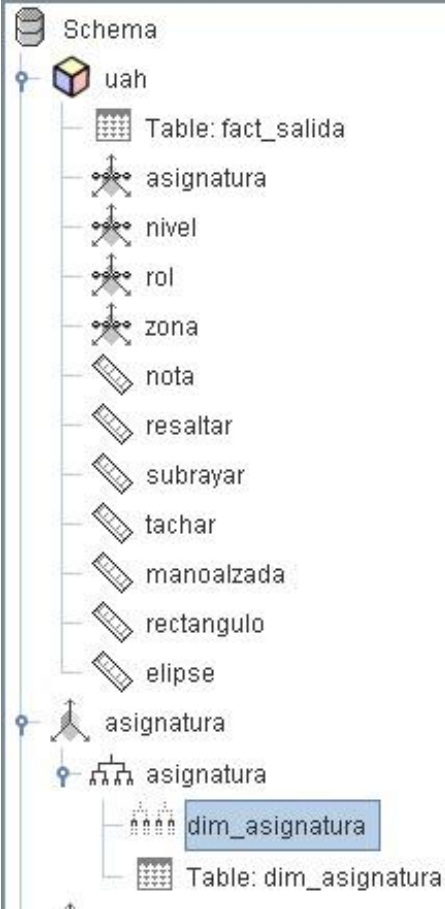 Schema
uah
Table: fact_salida
asignatura
nivel
rol
zona
nota
resaltar
subrayar
tachar
manoalzada
rectangulo
elipse
asignatura
asignatura
dim_asignatura
Table: dim_asignatura